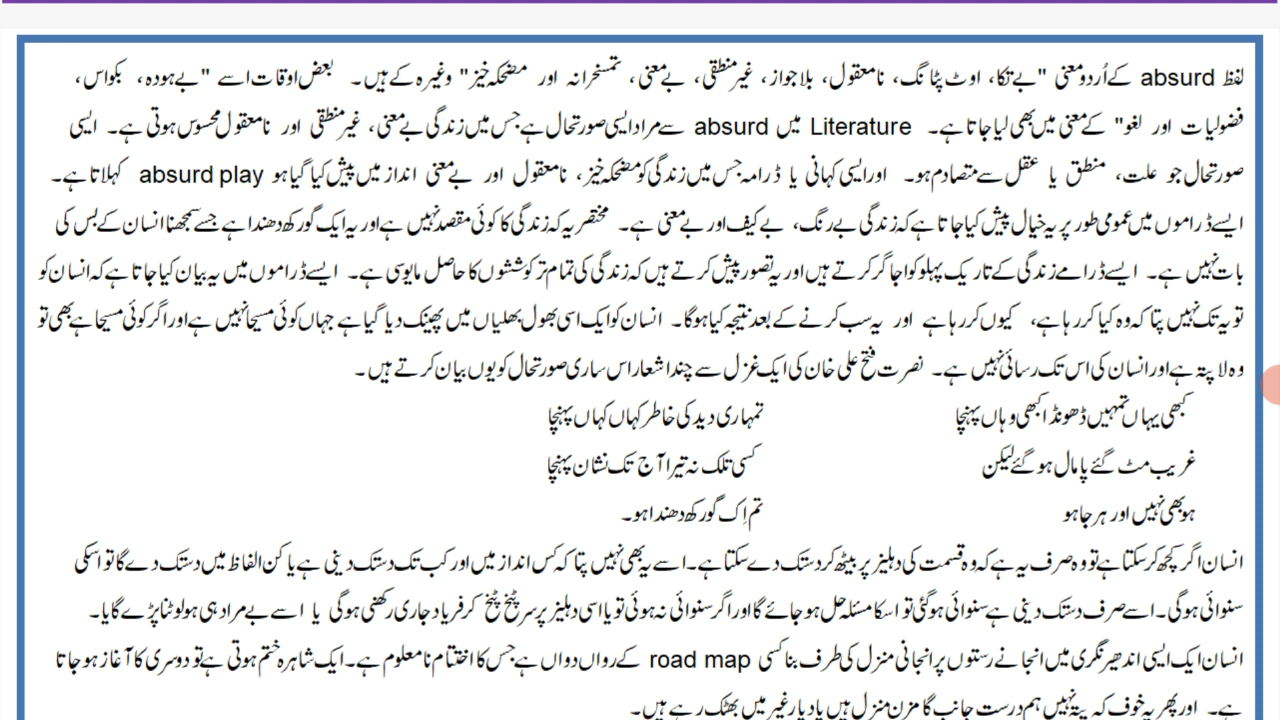 لفظ absurd کے اُردو معنی "بے تکا، اوٹ پٹانگ، نامعقول، بلاجواز، غیر منطقی، بے معنی، تمسخرانہ اور مضحکہ خیز" وغیرہ کے ہیں۔ بعض اوقات اسے "بے ہودہ، بکواس،
فضولیات اور لغو" کے معنی میں بھی لیا جاتا ہے۔ Literature میں absurd سے مراد ایسی صورتحال ہے جس میں زندگی بے معنی، غیر منطقی اور نامعقول محسوس ہوتی ہے۔ ایسی
صورتحال جو علت، منطق یا عقل سے متصادم ہو۔ اور ایسی کہانی یا ڈرامہ جس میں زندگی کو مضحکہ خیز، نامعقول اور بے معنی انداز میں پیش کیا گیا ہو absurd play کہلاتا ہے۔
ایسے ڈراموں میں عمومی طور پر یہ خیال پیش کیا جاتا ہے کہ زندگی بے رنگ، بے کیف اور بے معنی ہے۔ مختصر یہ کہ زندگی کا کوئی مقصد نہیں ہے اور یہ ایک گورکھ دھندا ہے جسے سمجھنا انسان کے بس کی
بات نہیں ہے۔ ایسے ڈرامے زندگی کے تاریک پہلو کو اجاگر کرتے ہیں اور یہ تصور پیش کرتے ہیں کہ زندگی کی تمام تر کوششوں کا حاصل مایوسی ہے۔ ایسے ڈراموں میں یہ بیان کیا جاتا ہے کہ انسان کو
تو یہ تک نہیں پتا کہ وہ کیا کر رہا ہے، کیوں کر رہا ہے اور یہ سب کرنے کے بعد نتیجہ کیا ہوگا۔ انسان کو ایک اسی بھول بھلیاں میں پھینک دیا گیا ہے جہاں کوئی مسیحا نہیں ہے اور اگر کوئی مسیحا ہے بھی تو
وہ لاپتہ ہے اور انسان کی اس تک رسائی نہیں ہے۔ نصرت فتح علی خان کی ایک غزل سے چند اشعار اس ساری صورتحال کو یوں بیان کرتے ہیں۔
کبھی یہاں تمہیں ڈھونڈا کبھی وہاں پہنچا تمہاری دید کی خاطر کہاں کہاں پہنچا
غریب مٹ گئے پامال ہو گئے لیکن کسی تلک نہ تیرا آج تک نشان پہنچا
ہو بھی نہیں اور ہر جا ہو تم اِک گورکھ دھندا ہو۔
انسان اگر کچھ کر سکتا ہے تو وہ صرف یہ ہے کہ وہ قسمت کی دہلیز پر بیٹھ کر دستک دے سکتا ہے۔ اسے یہ بھی نہیں پتا کہ کس انداز میں اور کب تک دستک دینی ہے یا کن الفاظ میں دستک دے گا تو اسکی
سنوائی ہوگی۔ اسے صرف دستک دینی ہے سنوائی ہوگئی تو اسکا مسئلہ حل ہو جائے گا اور اگر سنوائی نہ ہوئی تو یا اسی دہلیز پر سر پٹخ پٹخ کر فریاد جاری رکھنی ہوگی یا اسے بے مراد ہی ہو لوٹنا پڑے گا یا۔
انسان ایک ایسی اندھیر نگری میں انجانے رستوں پر انجانی منزل کی طرف بنا کسی road map کے رواں دواں ہے جس کا اختتام نامعلوم ہے۔ ایک شاہرہ ختم ہوتی ہے تو دوسری کا آغاز ہو جاتا
ہے۔ اور پھر یہ خوف کہ پتہ نہیں ہم درست جانب گامزن منزل ہیں یا دیار غیر میں بھٹک رہے ہیں۔